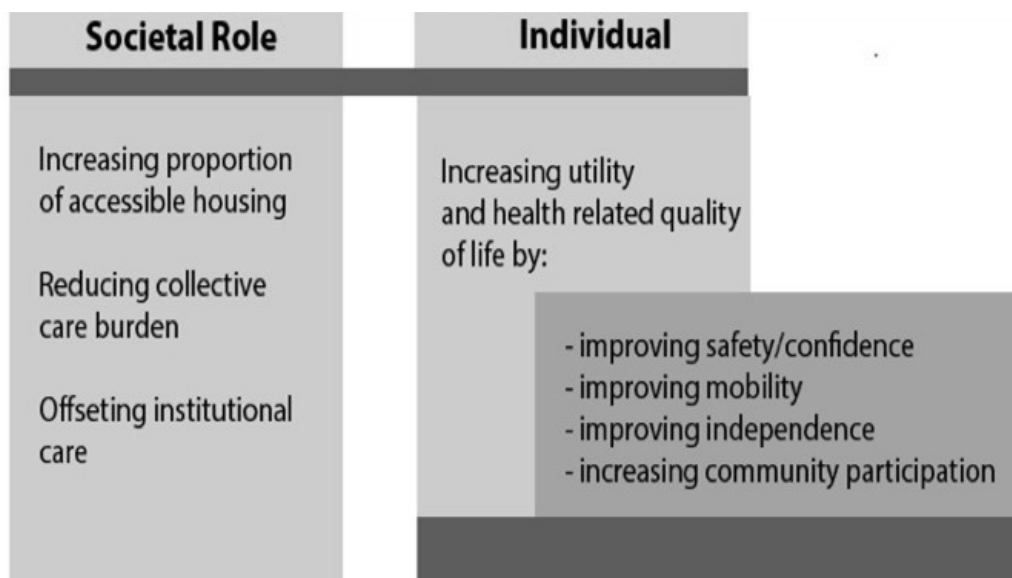 Societal Role
Increasing proportion
of accessible housing
Reducing collective
care burden
Offsetting institutional
care
Individual
Increasing utility
and health related quality
of life by:
- improving safety/confidence
- improving mobility
- improving independence
- increasing community participation